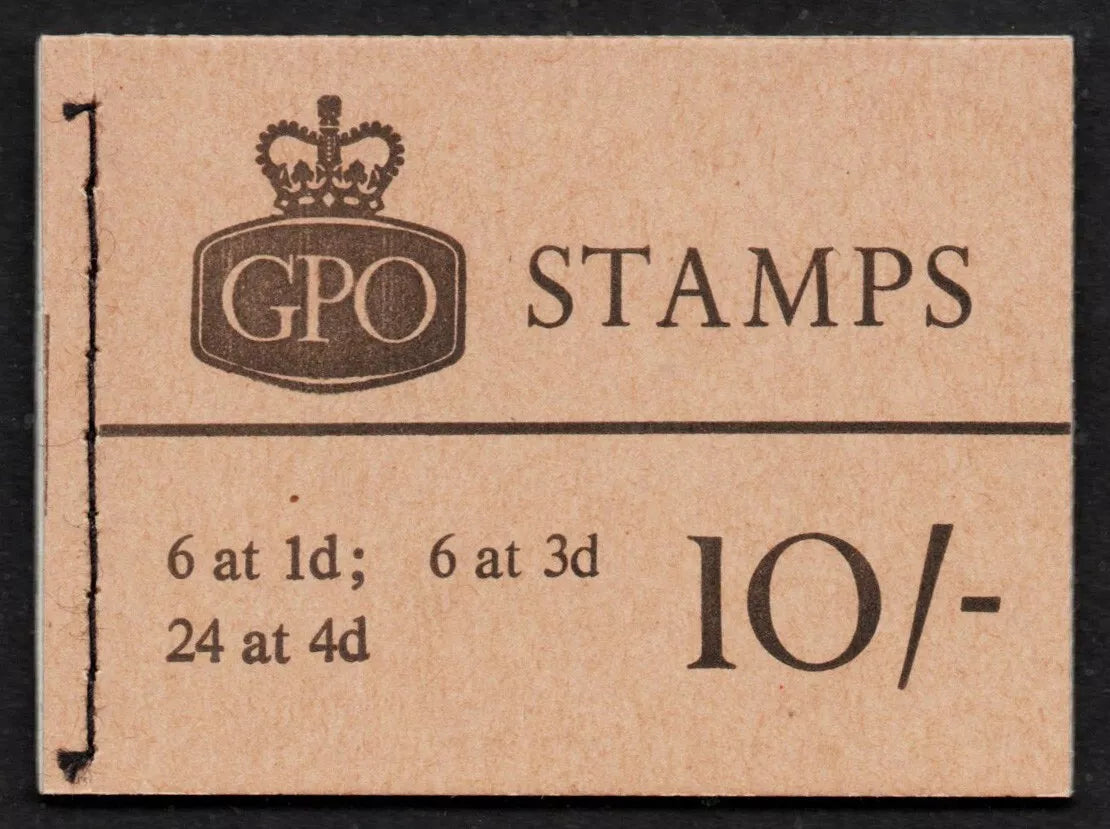 GPO
STAMPS
6 at 1d; 6 at 3d
24 at 4d
10/-